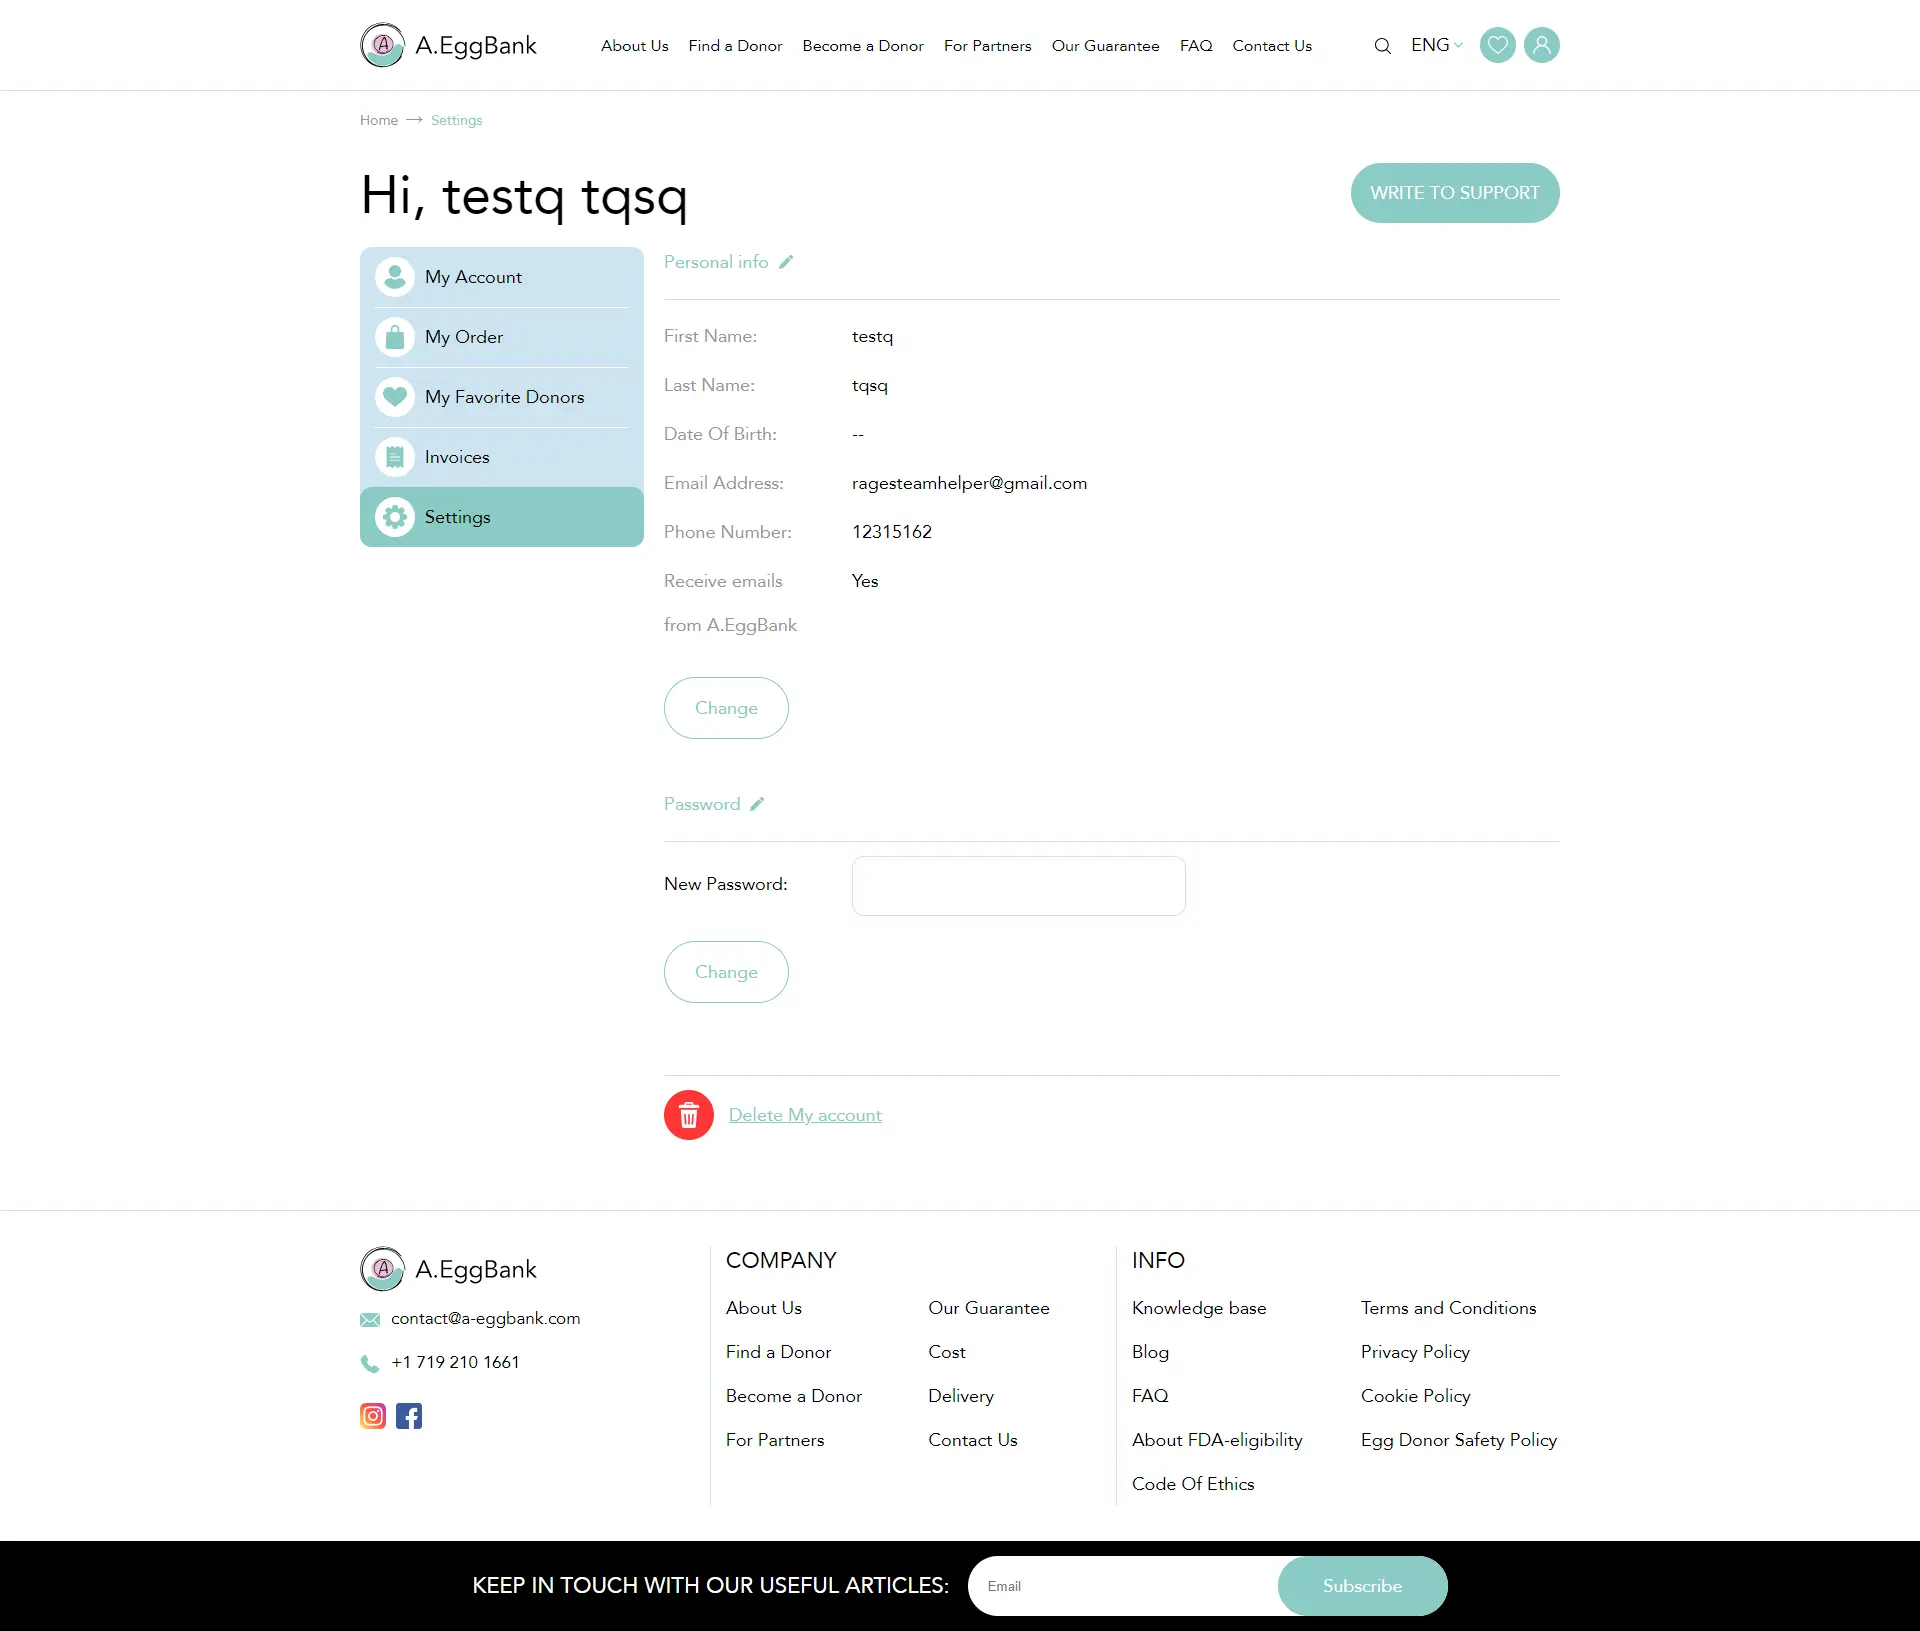 A.EggBank
About Us Find a Donor Become a Donor For Partners Our Guarantee FAQ Contact Us ENG
Home → Settings
Hi, testq tqsq
WRITE TO SUPPORT
My Account
My Order
My Favorite Donors
Invoices
Settings
Personal info
First Name: testq
Last Name: tqsq
Date Of Birth: --
Email Address: ragesteamhelper@gmail.com
Phone Number: 12315162
Receive emails Yes
from A.EggBank
Change
Password
New Password:
Change
Delete My account
A.EggBank
contact@a-eggbank.com
+1 719 210 1661
COMPANY
About Us Our Guarantee
Find a Donor Cost
Become a Donor Delivery
For Partners Contact Us
INFO
Knowledge base Terms and Conditions
Blog Privacy Policy
FAQ Cookie Policy
About FDA-eligibility Egg Donor Safety Policy
Code Of Ethics
KEEP IN TOUCH WITH OUR USEFUL ARTICLES: Email Subscribe